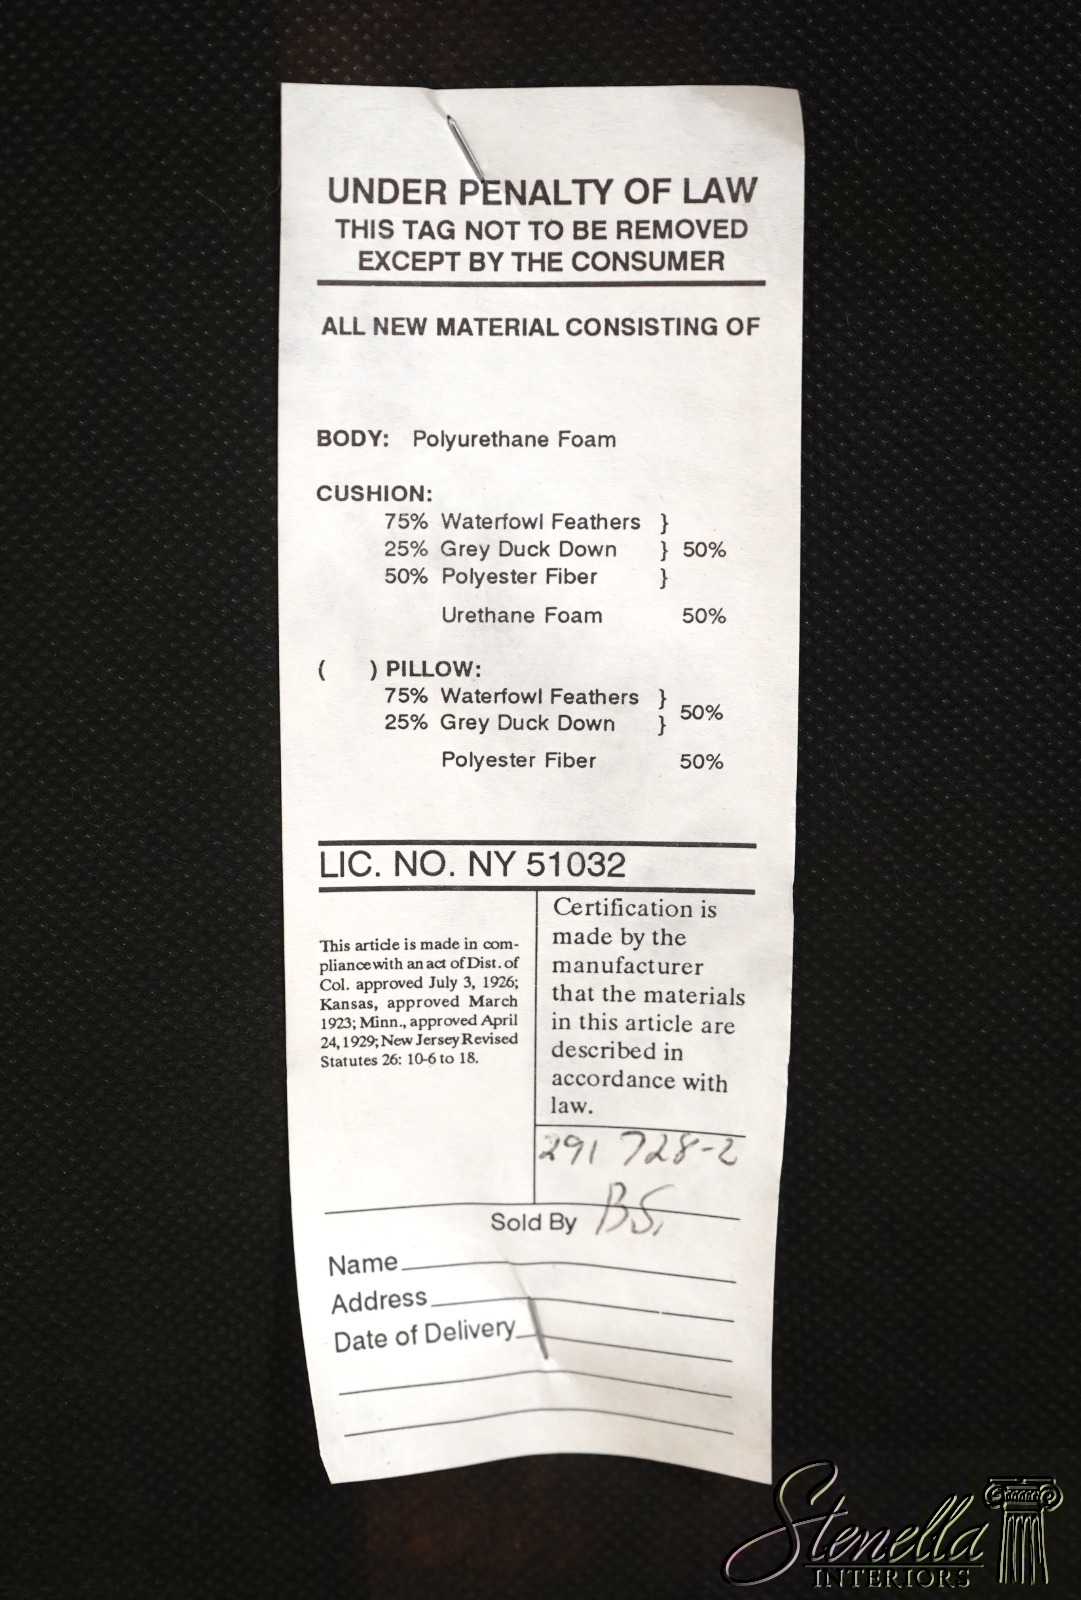 UNDER PENALTY OF LAW
THIS TAG NOT TO BE REMOVED
EXCEPT BY THE CONSUMER
ALL NEW MATERIAL CONSISTING OF
BODY: Polyurethane Foam
CUSHION:
75% Waterfowl Feathers }
25% Grey Duck Down } 50%
50% Polyester Fiber }
Urethane Foam 50%
( ) PILLOW:
75% Waterfowl Feathers }
25% Grey Duck Down } 50%
Polyester Fiber 50%
LIC. NO. NY 51032
This article is made in com-
pliance with an act of Dist. of
Col. approved July 3, 1926;
Kansas, approved March
1923; Minn., approved April
24, 1929; New Jersey Revised
Statutes 26: 10-6 to 18.
Certification is
made by the
manufacturer
that the materials
in this article are
described in
accordance with
law.
291 728-2
Sold By BS.
Name
Address
Date of Delivery
Stenella
INTERIORS